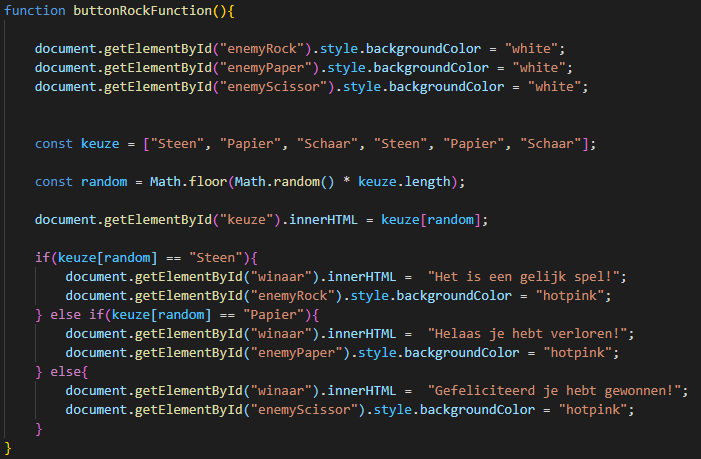 function buttonRockFunction(){
document.getElementById("enemyRock").style.backgroundColor = "white";
document.getElementById("enemyPaper").style.backgroundColor = "white";
document.getElementById("enemyScissor").style.backgroundColor = "white";
const keuze = ["Steen", "Papier", "Schaar", "Steen", "Papier", "Schaar"];
const random = Math.floor(Math.random() * keuze.length);
document.getElementById("keuze").innerHTML = keuze[random];
if(keuze[random] == "Steen"){
document.getElementById("winaar").innerHTML =  "Het is een gelijk spel!";
document.getElementById("enemyRock").style.backgroundColor = "hotpink";
} else if(keuze[random] == "Papier"){
document.getElementById("winaar").innerHTML =  "Helaas je hebt verloren!";
document.getElementById("enemyPaper").style.backgroundColor = "hotpink";
} else{
document.getElementById("winaar").innerHTML =  "Gefeliciteerd je hebt gewonnen!";
document.getElementById("enemyScissor").style.backgroundColor = "hotpink";
}
}